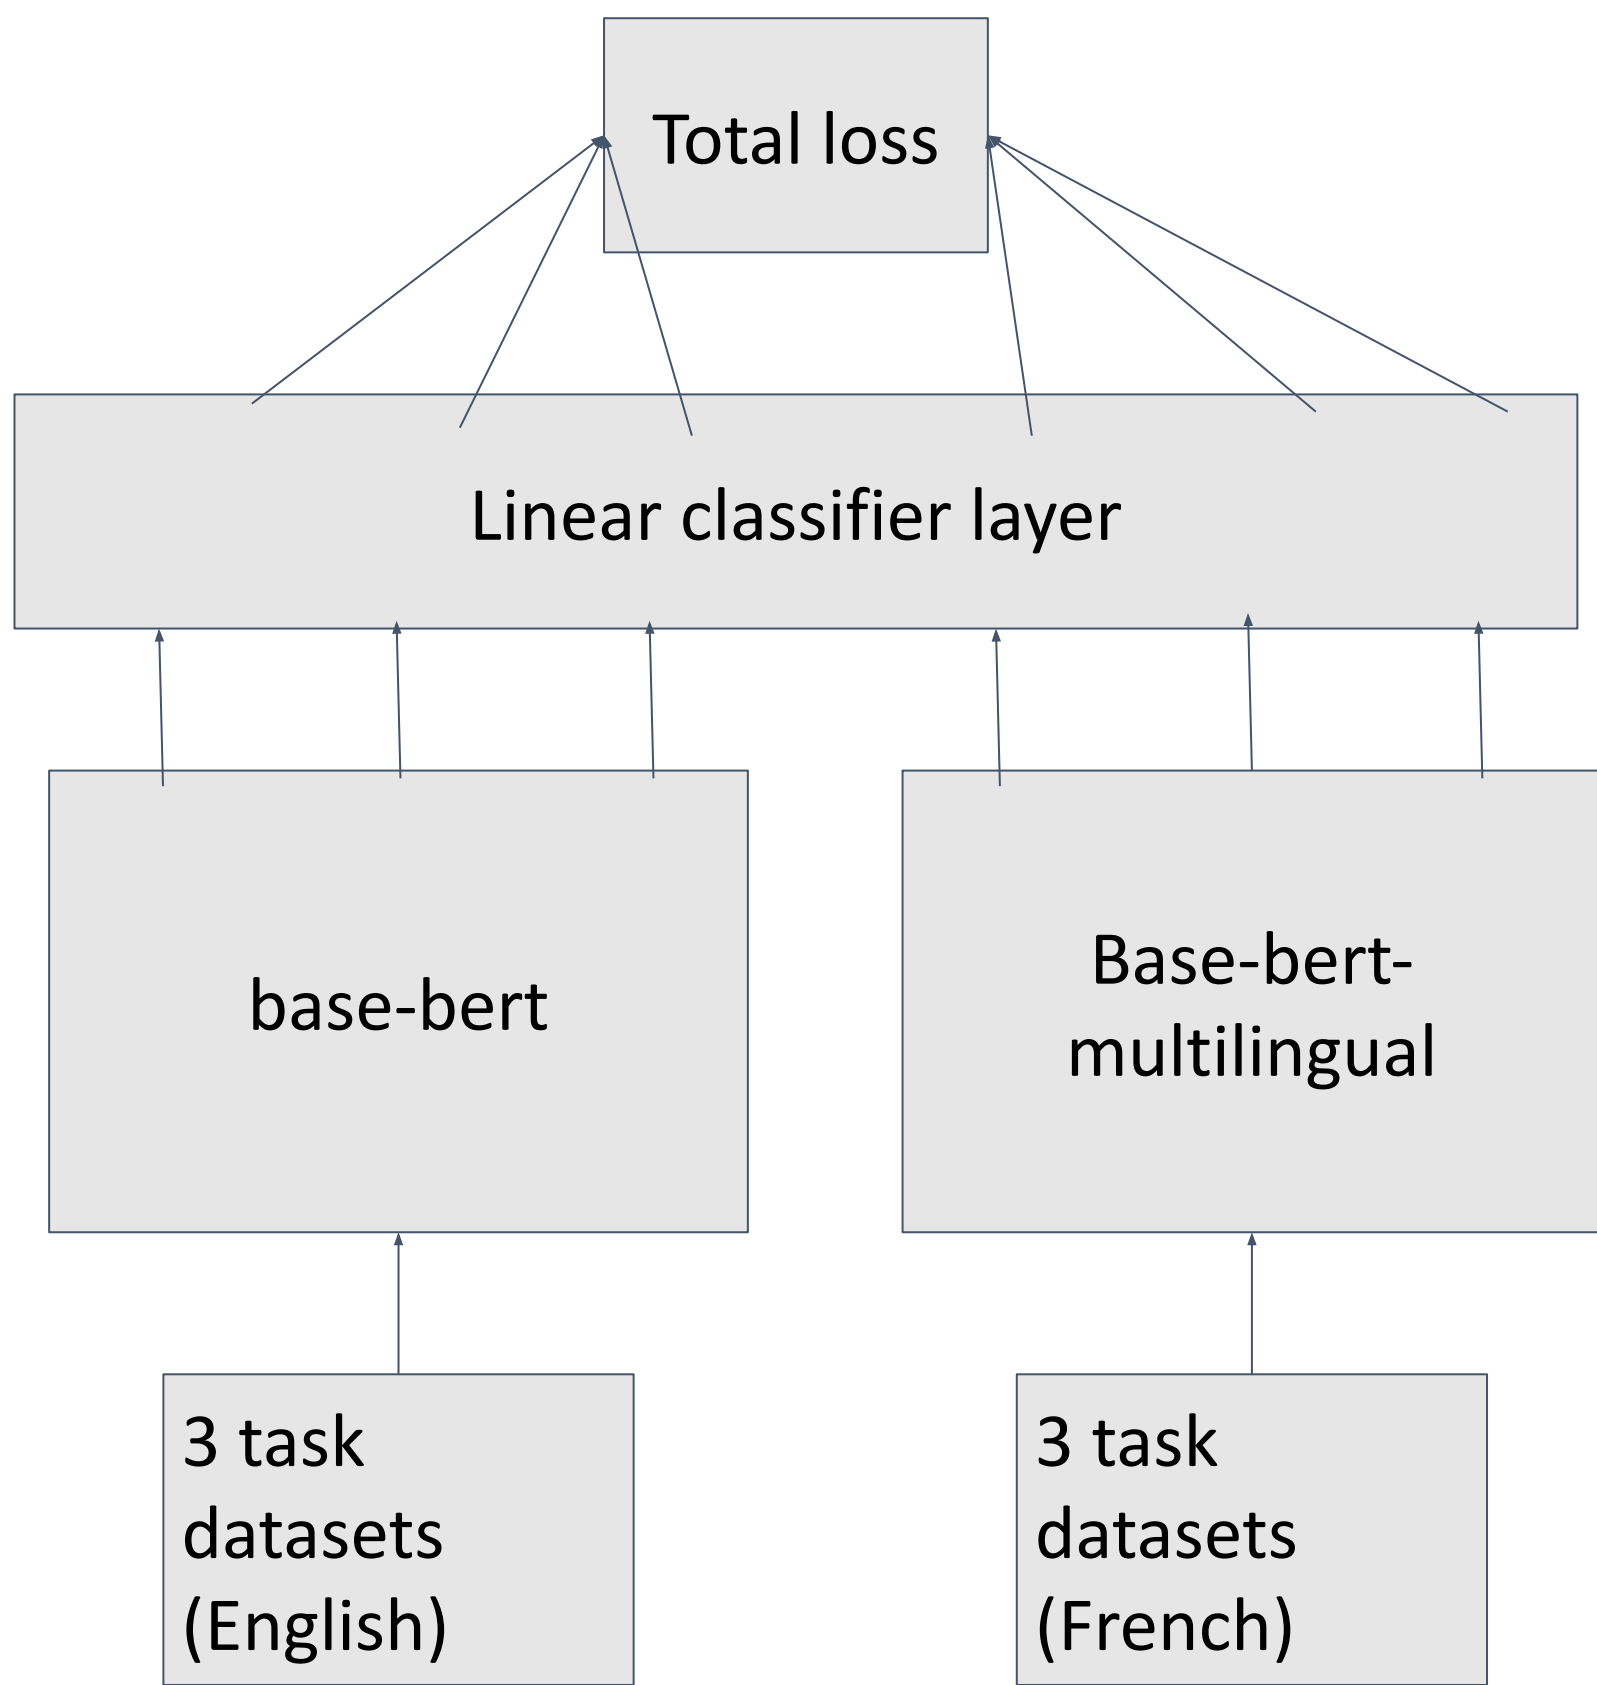 Total loss
Linear classifier layer
base-bert
Base-bert-
multilingual
3 task
datasets
(English)
3 task
datasets
(French)